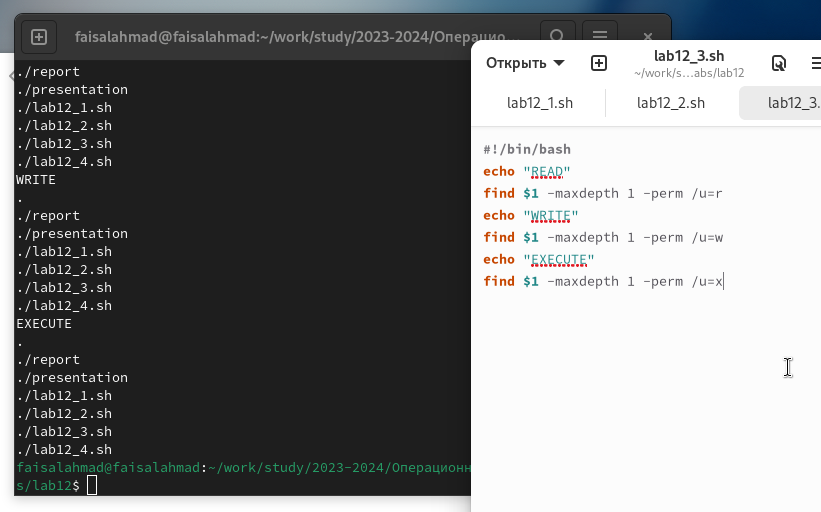 faisalahmad@faisalahmad:~/work/study/2023-2024/Операцио...
./report
./presentation
./lab12_1.sh
./lab12_2.sh
./lab12_3.sh
./lab12_4.sh
WRITE
.
./report
./presentation
./lab12_1.sh
./lab12_2.sh
./lab12_3.sh
./lab12_4.sh
EXECUTE
.
./report
./presentation
./lab12_1.sh
./lab12_2.sh
./lab12_3.sh
./lab12_4.sh
faisalahmad@faisalahmad:~/work/study/2023-2024/Операционн
s/lab12$
Открыть
lab12_3.sh
~/work/s…abs/lab12
lab12_1.sh lab12_2.sh lab12_3.
#!/bin/bash
echo "READ"
find $1 -maxdepth 1 -perm /u=r
echo "WRITE"
find $1 -maxdepth 1 -perm /u=w
echo "EXECUTE"
find $1 -maxdepth 1 -perm /u=x